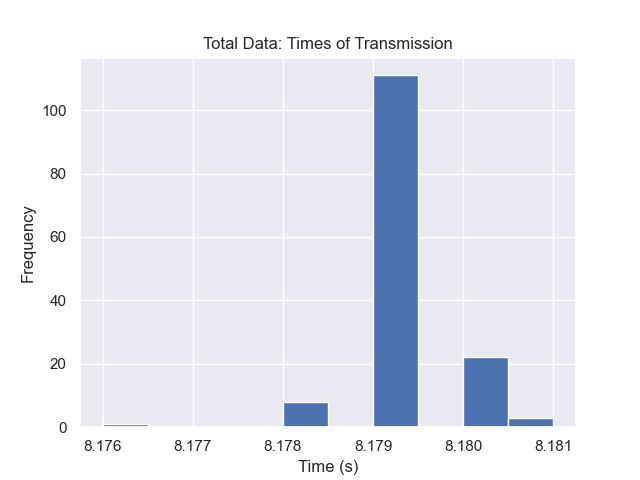 Total Data: Times of Transmission
Frequency
100
80
60
40
20
0
8.176 8.177 8.178 8.179 8.180 8.181
Time (s)